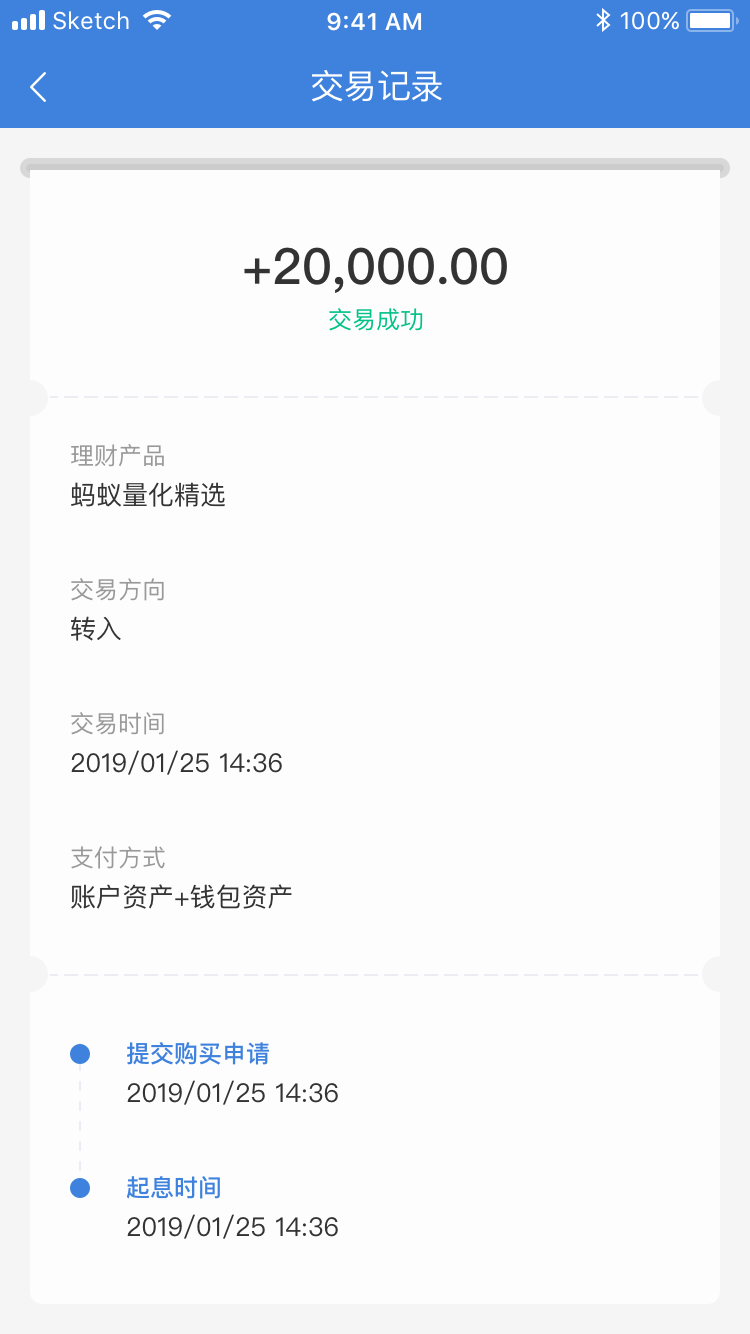 Sketch 9:41 AM 100%
交易记录
+20,000.00
交易成功
理财产品
蚂蚁量化精选
交易方向
转入
交易时间
2019/01/25 14:36
支付方式
账户资产+钱包资产
提交购买申请
2019/01/25 14:36
起息时间
2019/01/25 14:36